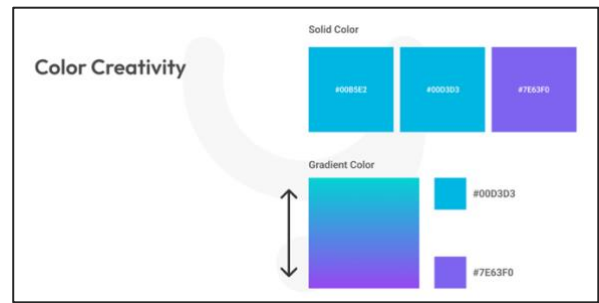 Color Creativity
Solid Color
#00B5E2
#00D3D3
#7E63F0
Gradient Color
#00D3D3
#7E63F0